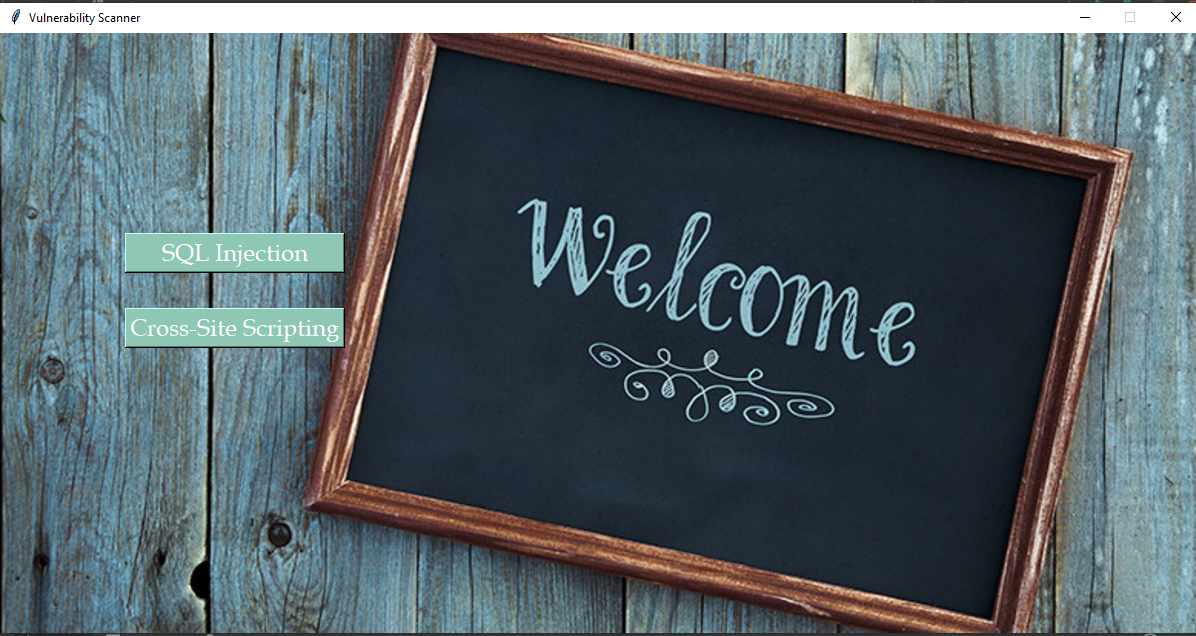 Vulnerability Scanner
SQL Injection
Cross-Site Scripting
Welcome